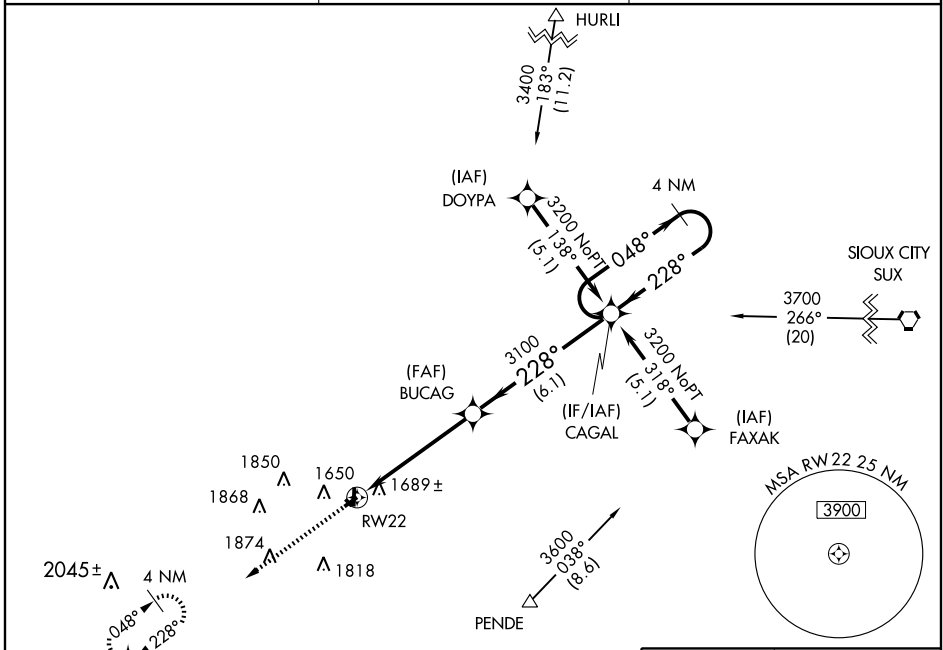 HURLI
3400
183°
(11.2)
(IAF)
DOYPA
3200 NoPT
138°
(5.1)
4 NM
048°
228°
SIOUX CITY
SUX
3700
266°
(20)
3100
228°
(6.1)
(FAF)
BUCAG
3200 NoPT
318°
(5.1)
(IF/IAF)
CAGAL
(IAF)
FAXAK
1850
1650
1868
1689±
RW22
1874
1818
2045±
4 NM
048°
228°
3600
038°
(8.6)
PENDE
MSA RW22 25 NM
3900